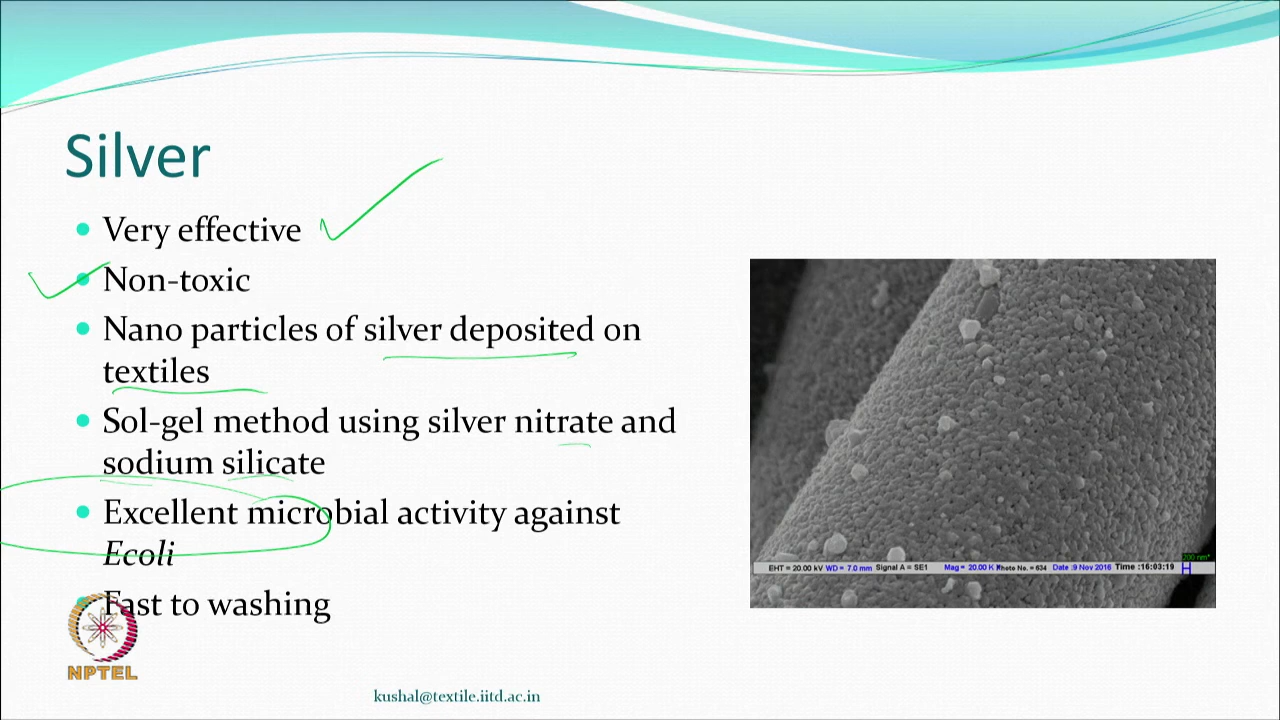 Silver
Very effective
Non-toxic
Nano particles of silver deposited on
textiles
Sol-gel method using silver nitrate and
sodium silicate
Excellent microbial activity against
Ecoli
Fast to washing
200 nm*
EHT = 20.00 kV WD = 7.0 mm Signal A = SE1 Mag = 20.00 K X Photo No. = 634 Date :9 Nov 2016 Time :16:03:19
NPTEL
kushal@textile.iitd.ac.in